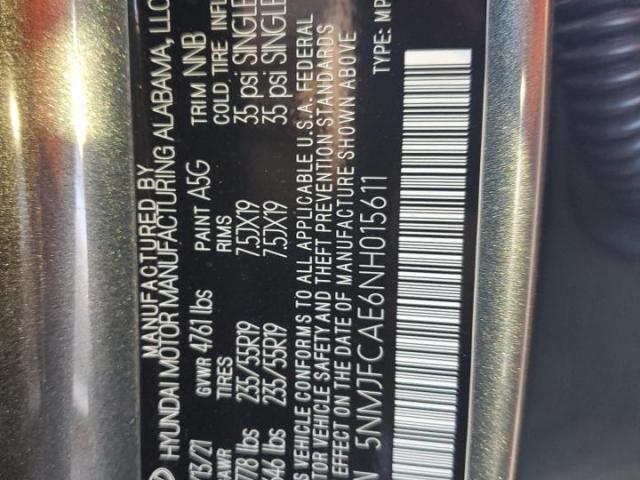 MANUFACTURED BY
HYUNDAI MOTOR MANUFACTURING ALABAMA, LLC
/13/21 GVWR 4761 lbs PAINT A5G TRIM NNB
AWR TIRES RIMS COLD TIRE INFL
778 lbs 235/55R19 7.5JX19 35 psi SINGLE
646 lbs 235/55R19 7.5JX19 35 psi SINGLE
S CONFORMS TO ALL APPLICABLE U.S.A. FEDERAL
TOR VEHICLE SAFETY AND THEFT PREVENTION STANDARDS
EFFECT ON THE DATE OF MANUFACTURE SHOWN ABOVE
N 5NMJFCAE6NH015611 TYPE: MP